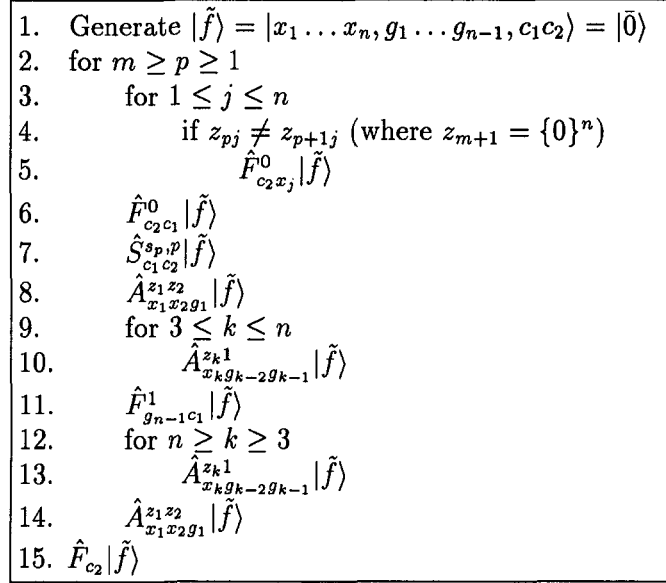 1. Generate |f̃⟩ = |x₁ … xₙ, g₁ … gₙ₋₁, c₁c₂⟩ = |0̄⟩
2. for m ≥ p ≥ 1
3. for 1 ≤ j ≤ n
4. if z_{pj} ≠ z_{p+1j} (where z_{m+1} = {0}ⁿ)
5. F̂⁰_{c₂x_j}|f̃⟩
6. F̂⁰_{c₂c₁}|f̃⟩
7. Ŝ^{s_p,p}_{c₁c₂}|f̃⟩
8. Â^{z₁z₂}_{x₁x₂g₁}|f̃⟩
9. for 3 ≤ k ≤ n
10. Â^{z_k1}_{x_kg_{k−2}g_{k−1}}|f̃⟩
11. F̂¹_{g_{n−1}c₁}|f̃⟩
12. for n ≥ k ≥ 3
13. Â^{z_k1}_{x_kg_{k−2}g_{k−1}}|f̃⟩
14. Â^{z₁z₂}_{x₁x₂g₁}|f̃⟩
15. F̂_{c₂}|f̃⟩